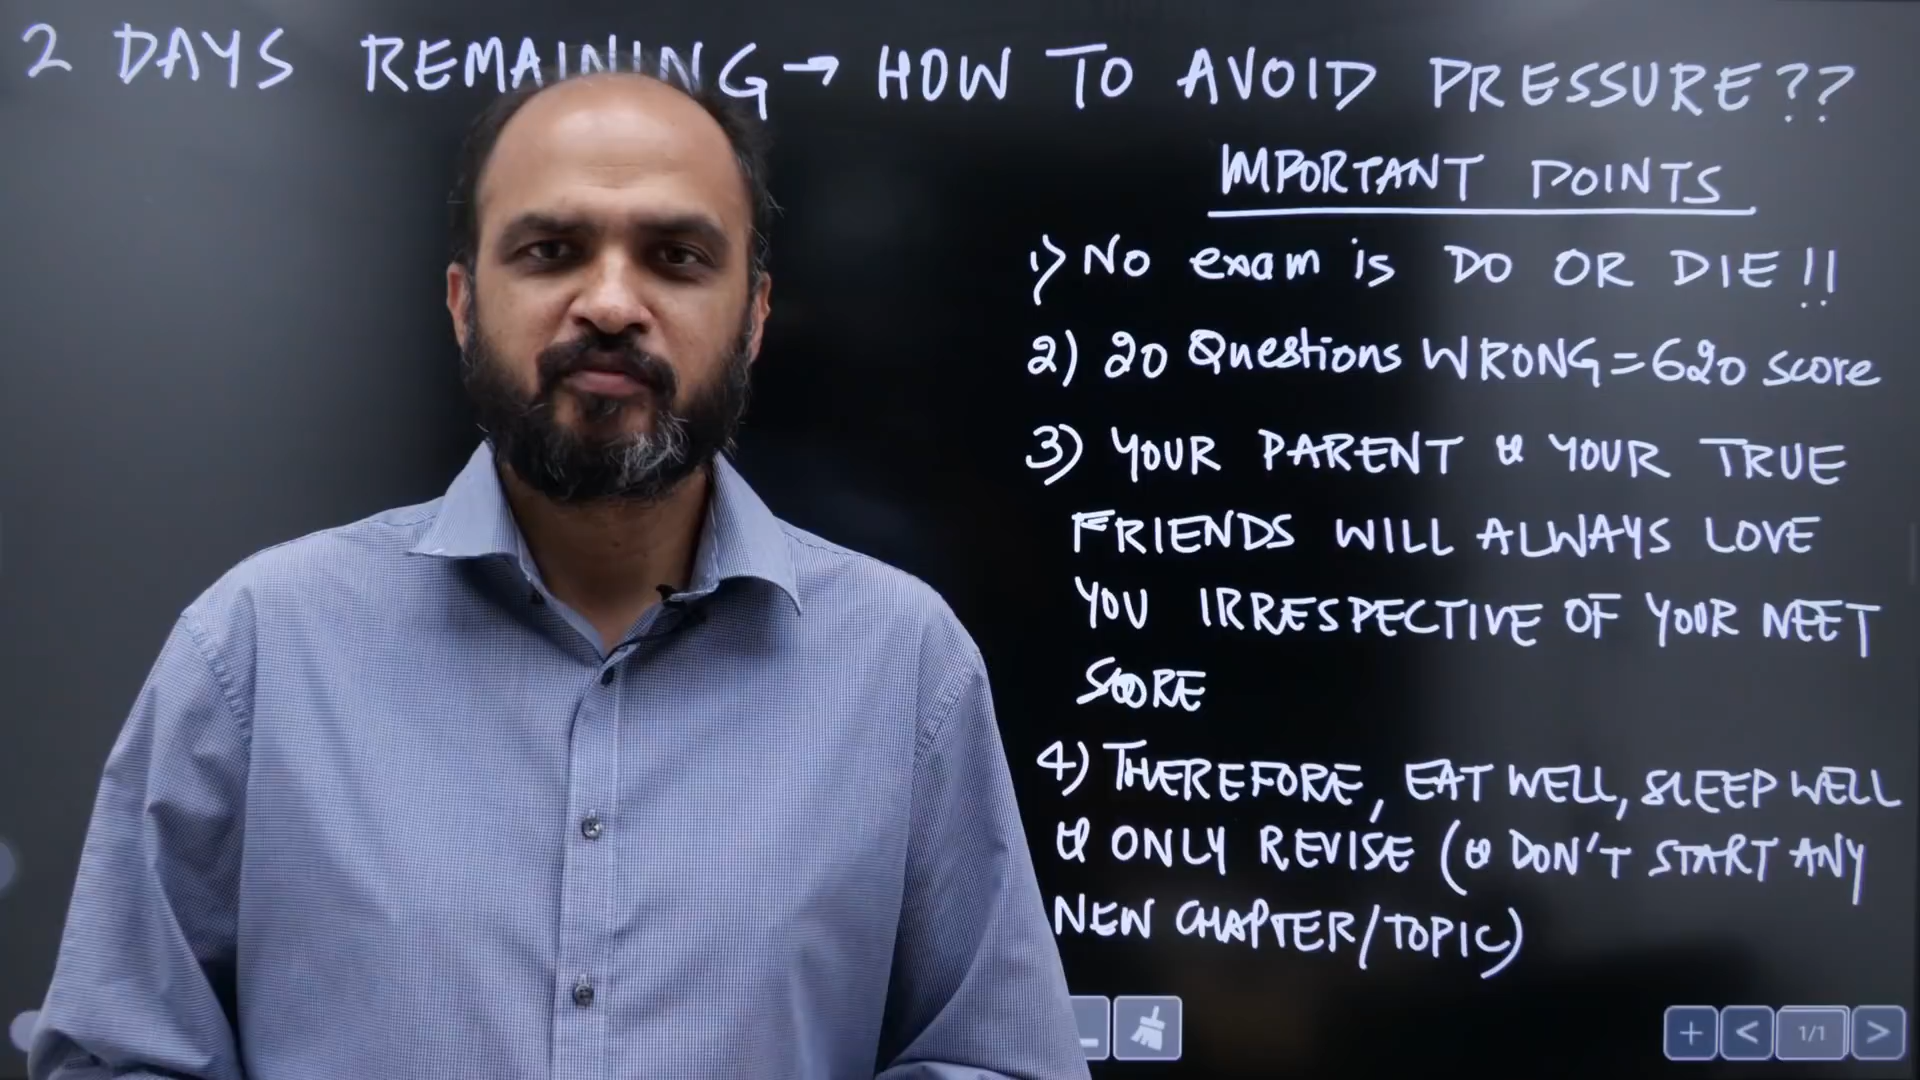 2 DAYS REMAINING → HOW TO AVOID PRESSURE??
IMPORTANT POINTS
1) No exam is DO OR DIE!!
2) 20 Questions WRONG = 620 score
3) YOUR PARENT & YOUR TRUE
FRIENDS WILL ALWAYS LOVE
YOU IRRESPECTIVE OF YOUR NEET
SCORE
4) THEREFORE, EAT WELL, SLEEP WELL
& ONLY REVISE (& DON'T START ANY
NEW CHAPTER/TOPIC)
+ < 1/1 >